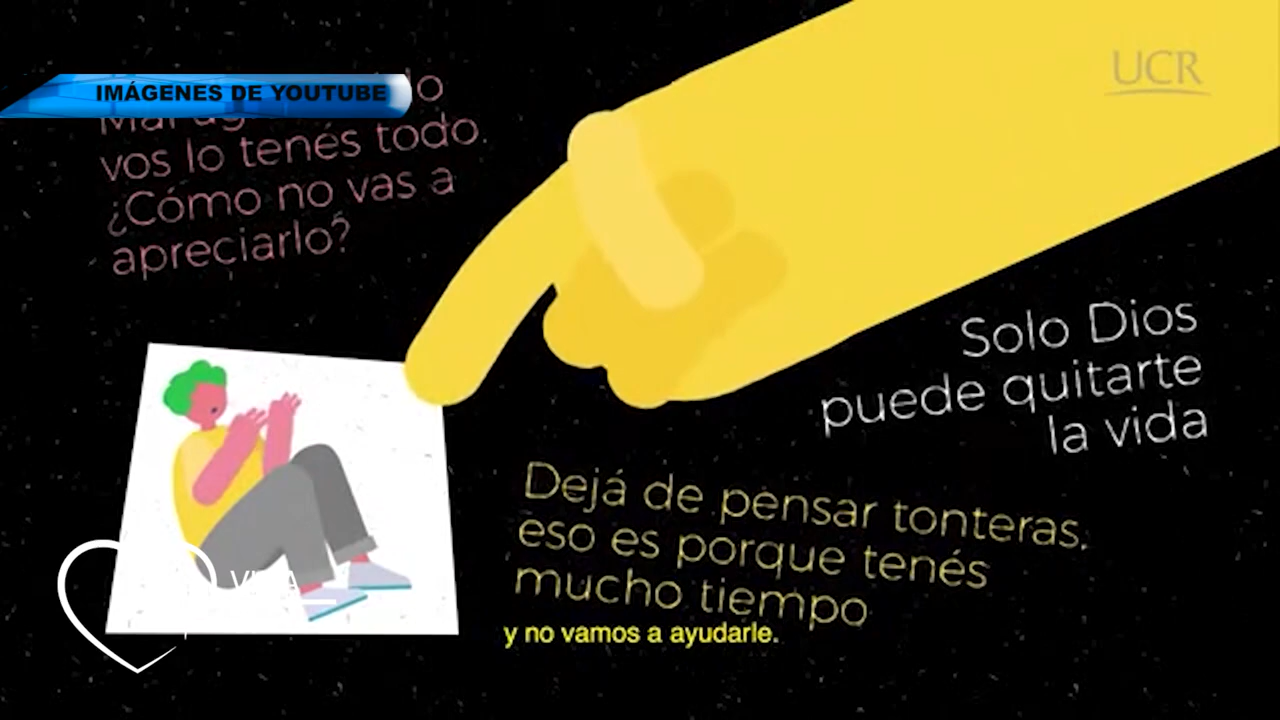 IMÁGENES DE YOUTUBE
UCR
vos lo tenés todo.
¿Cómo no vas a
apreciarlo?
Solo Dios
puede quitarte
la vida
Dejá de pensar tonteras,
eso es porque tenés
mucho tiempo
y no vamos a ayudarle.